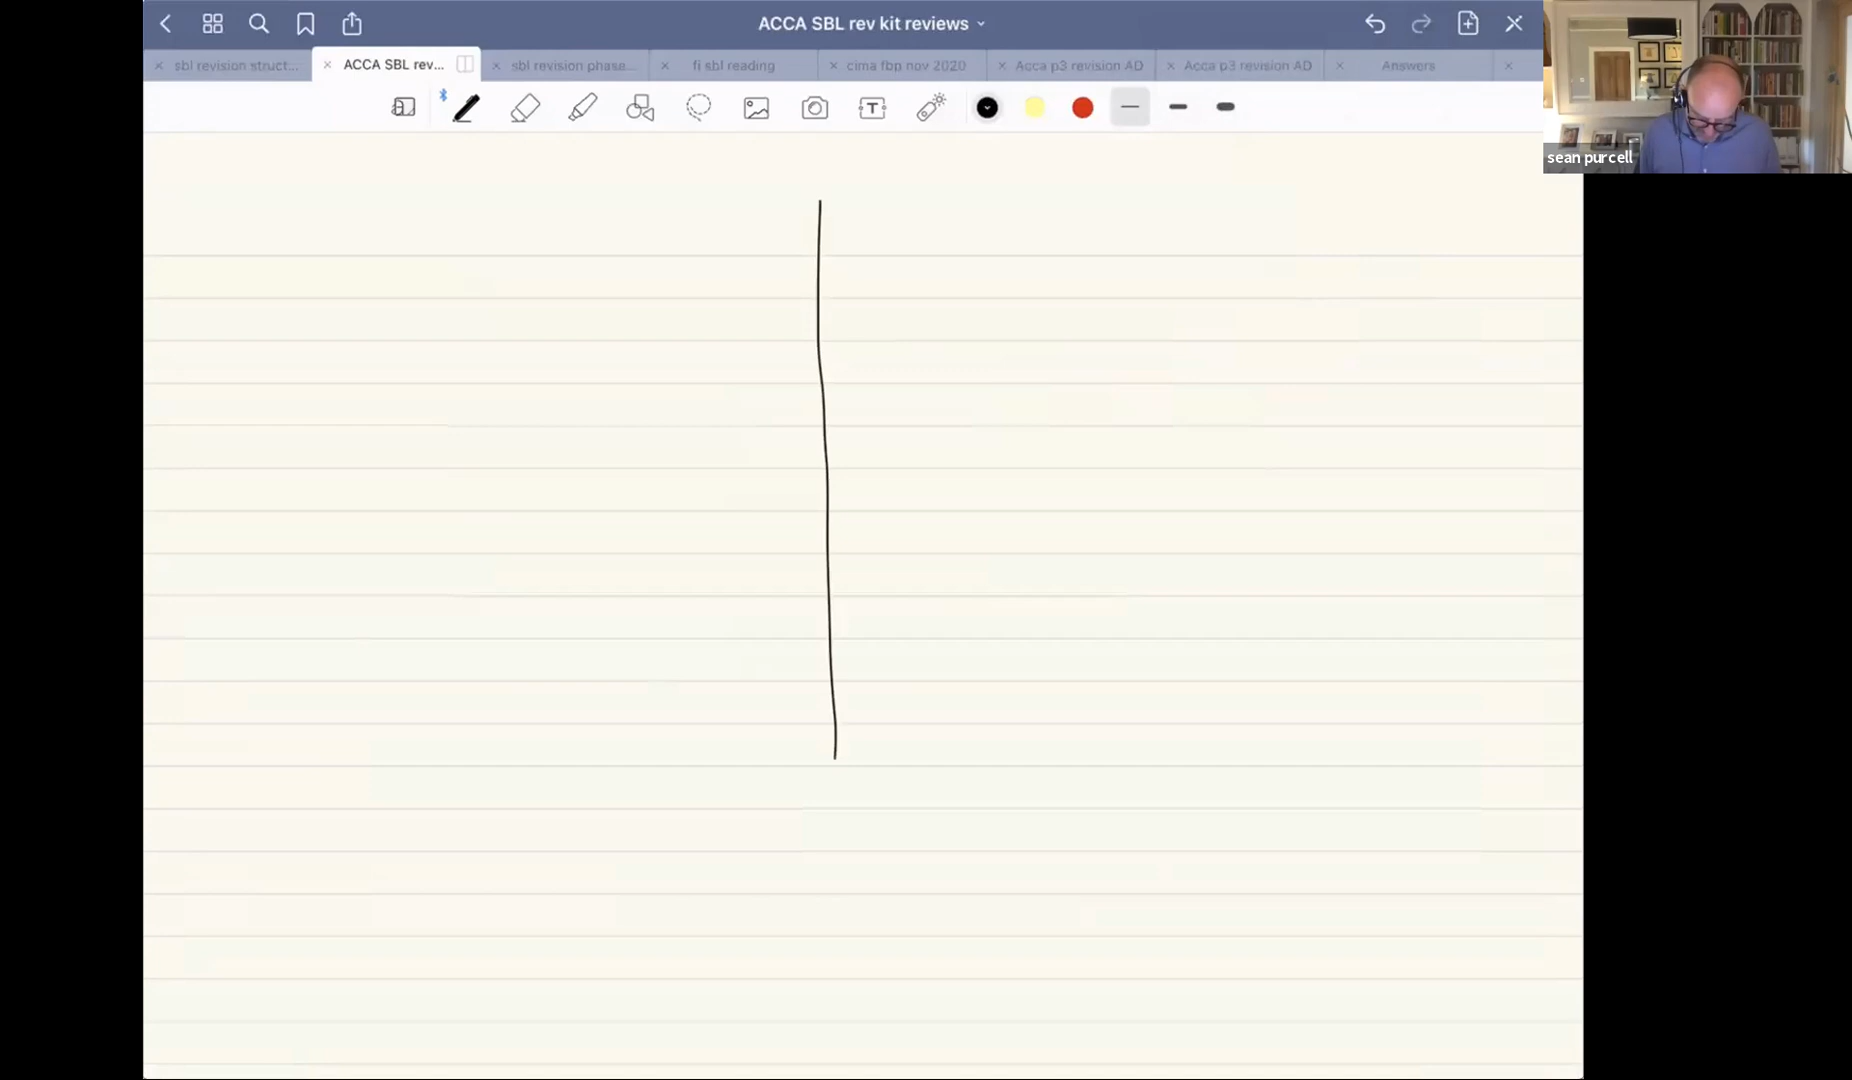 ACCA SBL rev kit reviews
sbl revision struct...
ACCA SBL rev...
sbl revision phase...
fi sbl reading
cima fbp nov 2020
Acca p3 revision AD
Acca p3 revision AD
Answers
T
sean purcell